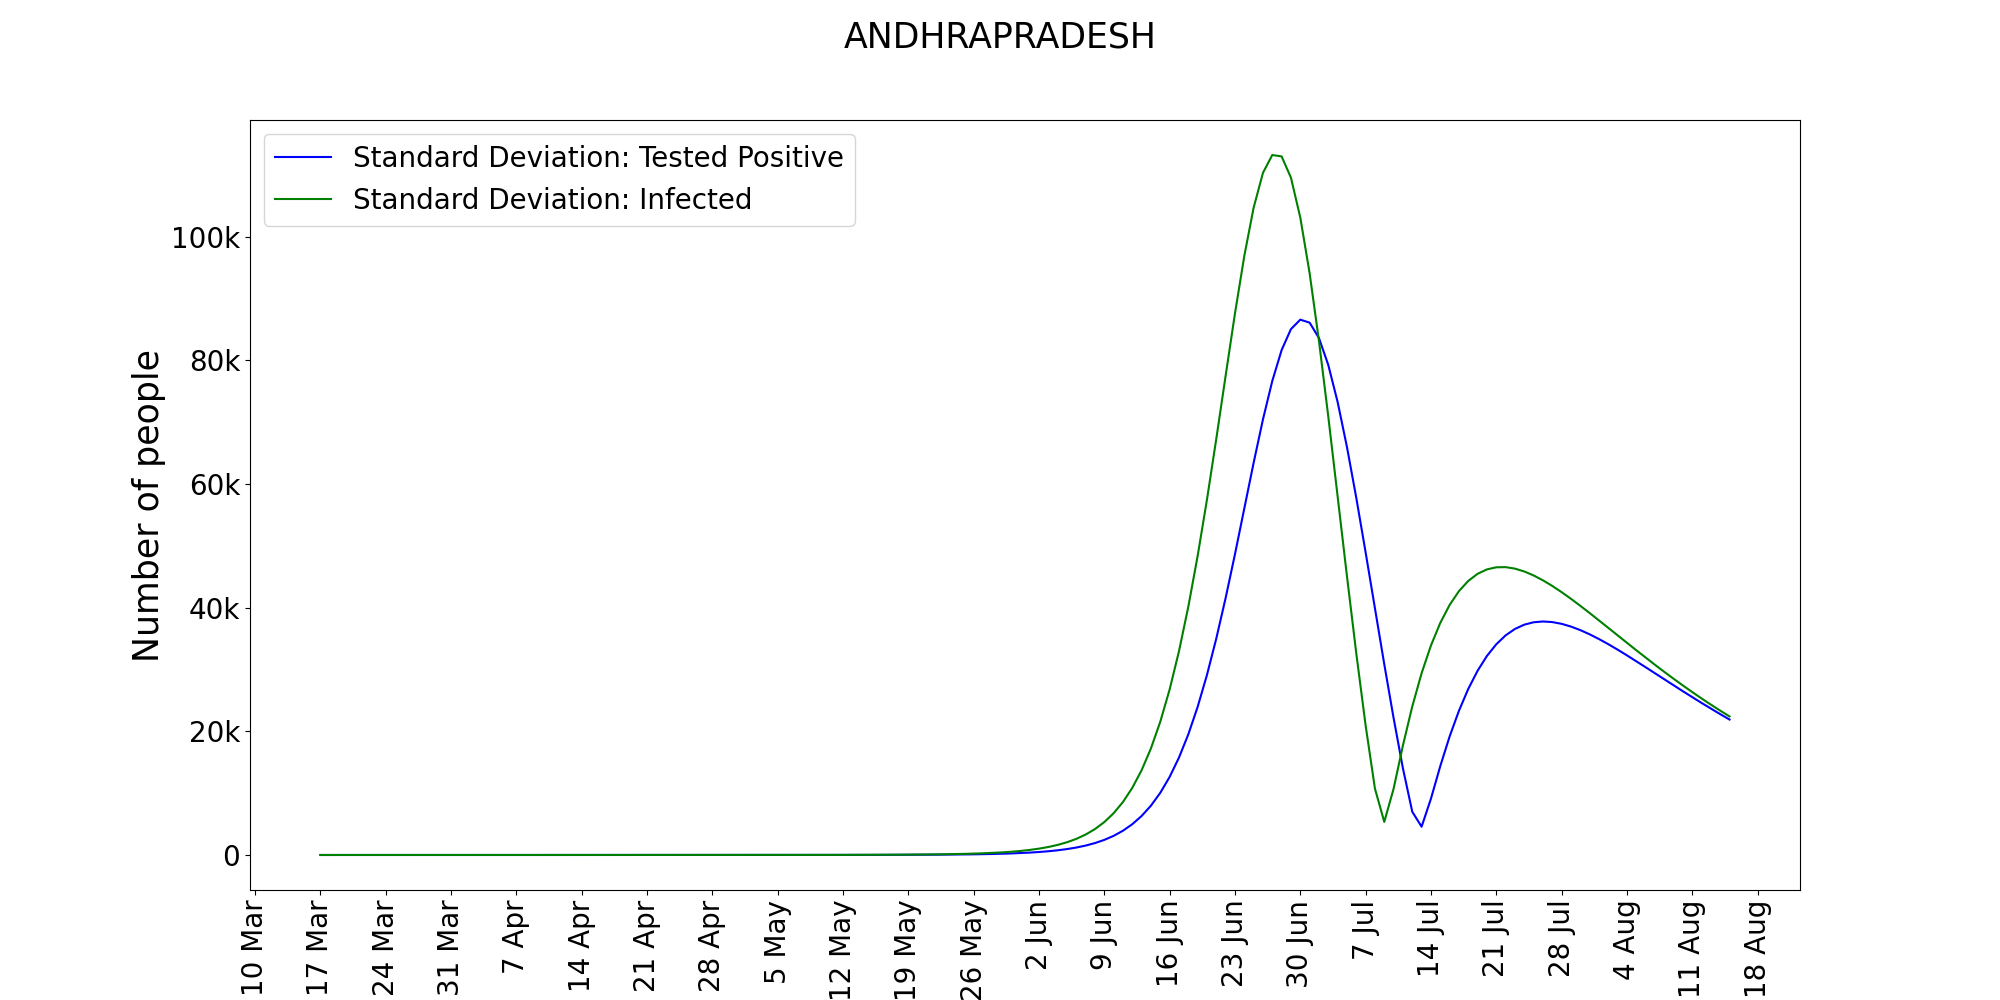 ANDHRAPRADESH
Standard Deviation: Tested Positive
Standard Deviation: Infected
Number of people
100k
80k
60k
40k
20k
0
10 Mar
17 Mar
24 Mar
31 Mar
7 Apr
14 Apr
21 Apr
28 Apr
5 May
12 May
19 May
26 May
2 Jun
9 Jun
16 Jun
23 Jun
30 Jun
7 Jul
14 Jul
21 Jul
28 Jul
4 Aug
11 Aug
18 Aug